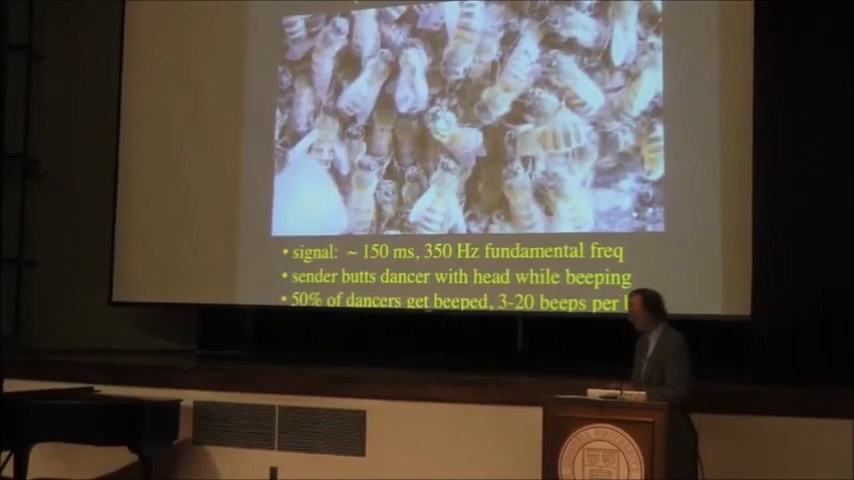 • signal: ~ 150 ms, 350 Hz fundamental freq
• sender butts dancer with head while beeping
• 50% of dancers get beeped, 3-20 beeps per